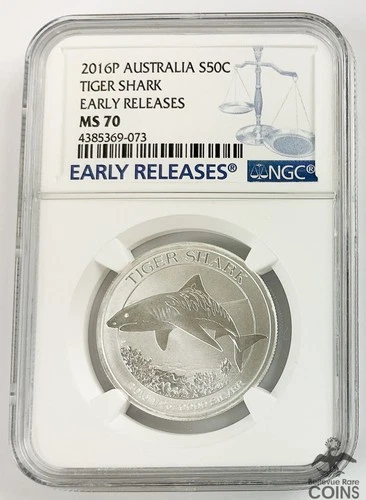 2016P AUSTRALIA S50C
TIGER SHARK
EARLY RELEASES
MS 70
4385369-073
EARLY RELEASES®
NGC®
TIGER SHARK
SILVER
Bellevue Rare
COINS